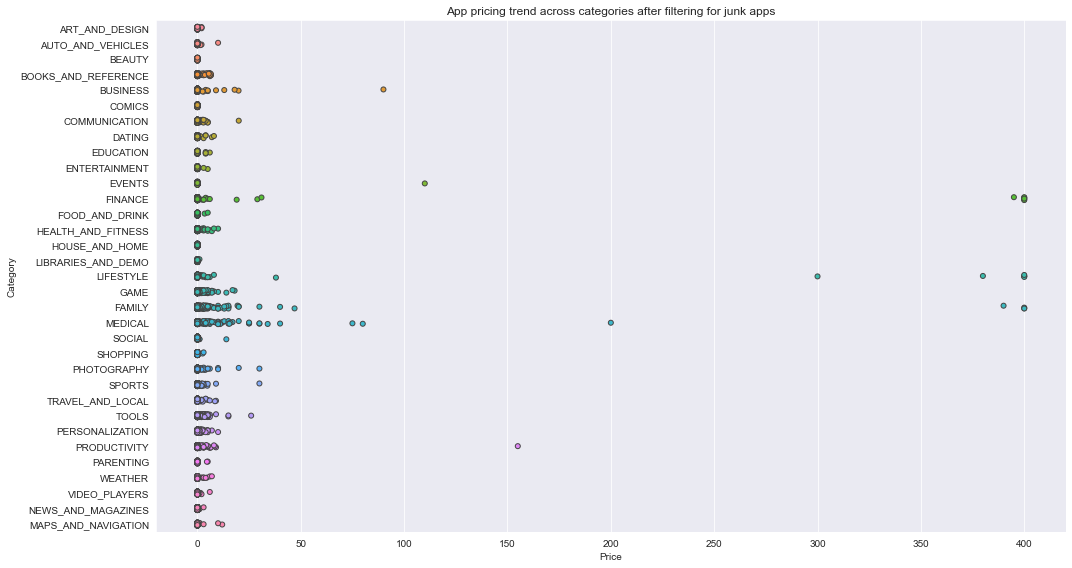 App pricing trend across categories after filtering for junk apps
Category
ART_AND_DESIGN
AUTO_AND_VEHICLES
BEAUTY
BOOKS_AND_REFERENCE
BUSINESS
COMICS
COMMUNICATION
DATING
EDUCATION
ENTERTAINMENT
EVENTS
FINANCE
FOOD_AND_DRINK
HEALTH_AND_FITNESS
HOUSE_AND_HOME
LIBRARIES_AND_DEMO
LIFESTYLE
GAME
FAMILY
MEDICAL
SOCIAL
SHOPPING
PHOTOGRAPHY
SPORTS
TRAVEL_AND_LOCAL
TOOLS
PERSONALIZATION
PRODUCTIVITY
PARENTING
WEATHER
VIDEO_PLAYERS
NEWS_AND_MAGAZINES
MAPS_AND_NAVIGATION
0 50 100 150 200 250 300 350 400
Price